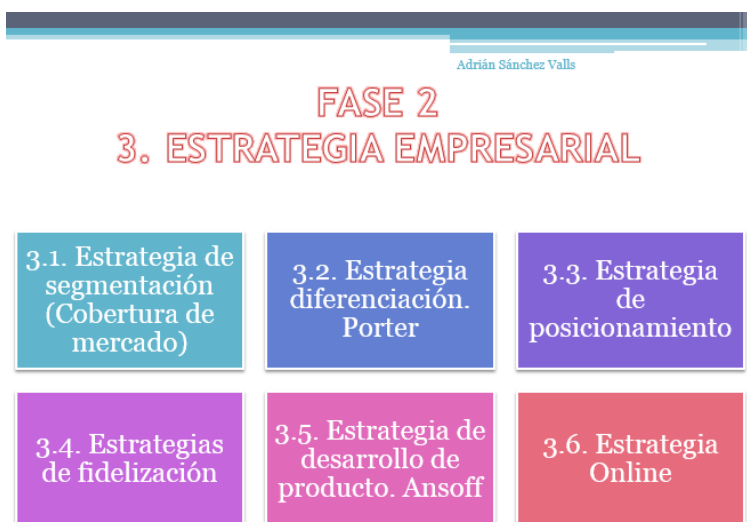 Adrián Sánchez Valls
FASE 2
3. ESTRATEGIA EMPRESARIAL
3.1. Estrategia de
segmentación
(Cobertura de
mercado)
3.2. Estrategia
diferenciación.
Porter
3.3. Estrategia
de
posicionamiento
3.4. Estrategias
de fidelización
3.5. Estrategia de
desarrollo de
producto. Ansoff
3.6. Estrategia
Online